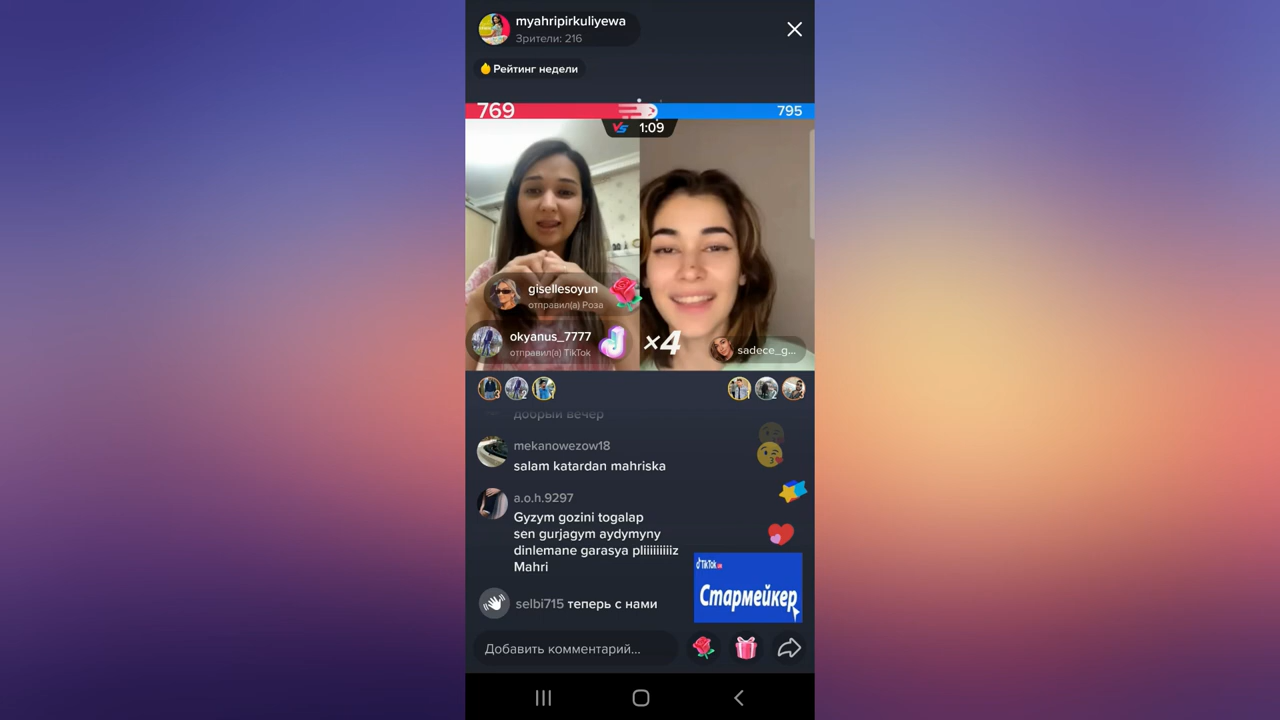 myahripirkuliyewa
Зрители: 216
Рейтинг недели
769
795
VS 1:09
gisellesoyun
отправил(а) Роза
okyanus_7777
отправил(а) TikTok
×4
sadece_g...
добрый вечер
mekanowezow18
salam katardan mahriska
a.o.h.9297
Gyzym gozini togalap
sen gurjagym aydymyny
dinlemane garasya pliiiiiiiiiz
Mahri
TikTok
Стармейкер
selbi715 теперь с нами
Добавить комментарий...